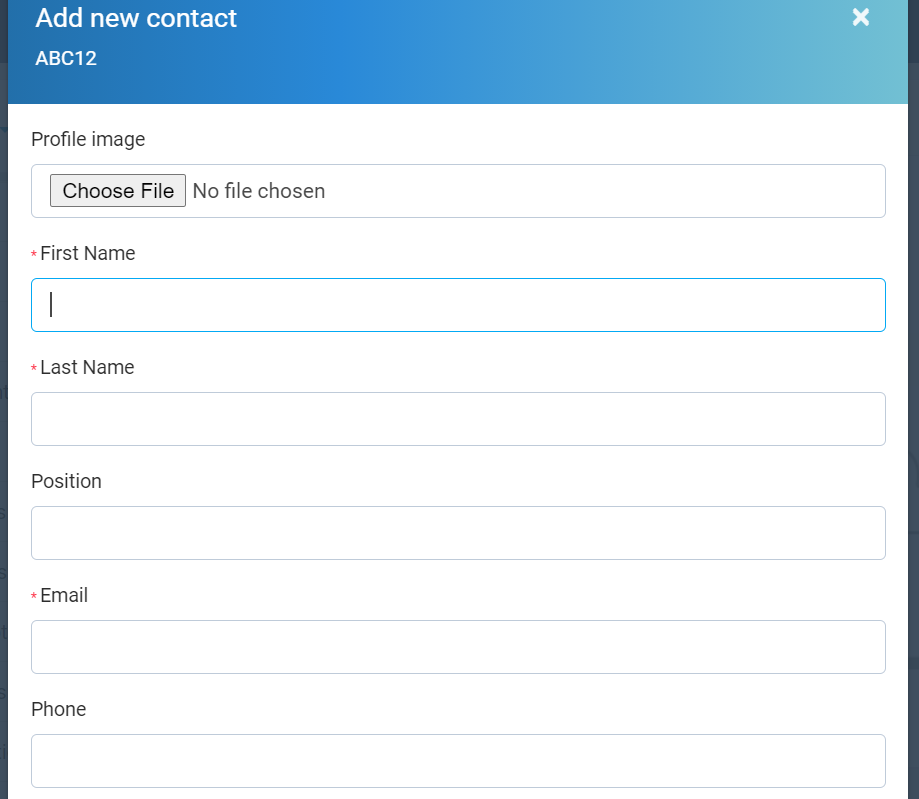 Add new contact
ABC12
Profile image
Choose File No file chosen
* First Name
* Last Name
Position
* Email
Phone